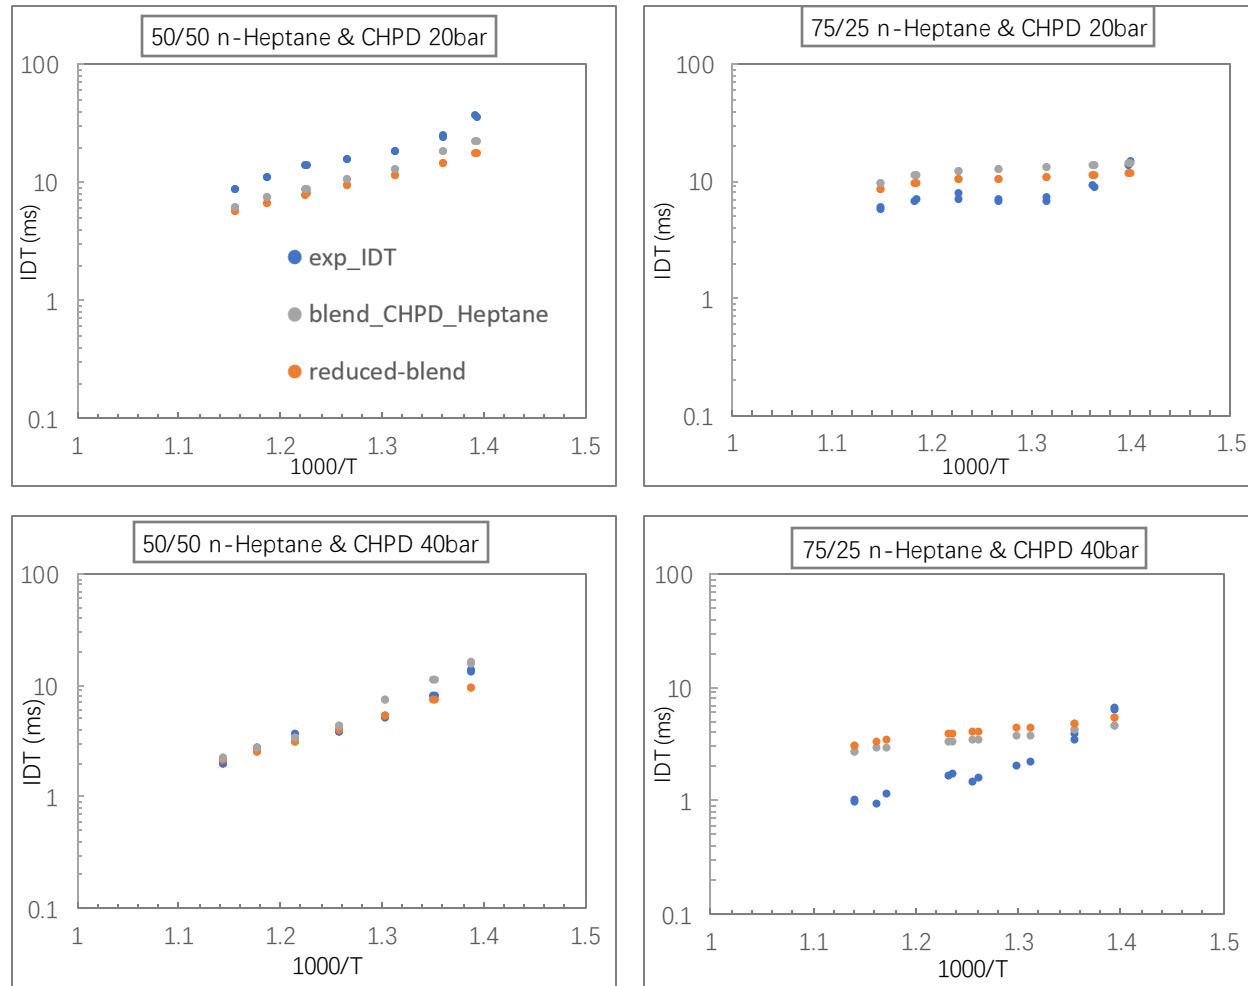 50/50 n-Heptane & CHPD 20bar
100
10
1
0.1
IDT (ms)
exp_IDT
blend_CHPD_Heptane
reduced-blend
1 1.1 1.2 1.3 1.4 1.5
1000/T
75/25 n-Heptane & CHPD 20bar
100
10
1
0.1
IDT (ms)
1 1.1 1.2 1.3 1.4 1.5
1000/T
50/50 n-Heptane & CHPD 40bar
100
10
1
0.1
IDT (ms)
1 1.1 1.2 1.3 1.4 1.5
1000/T
75/25 n-Heptane & CHPD 40bar
100
10
1
0.1
IDT (ms)
1 1.1 1.2 1.3 1.4 1.5
1000/T